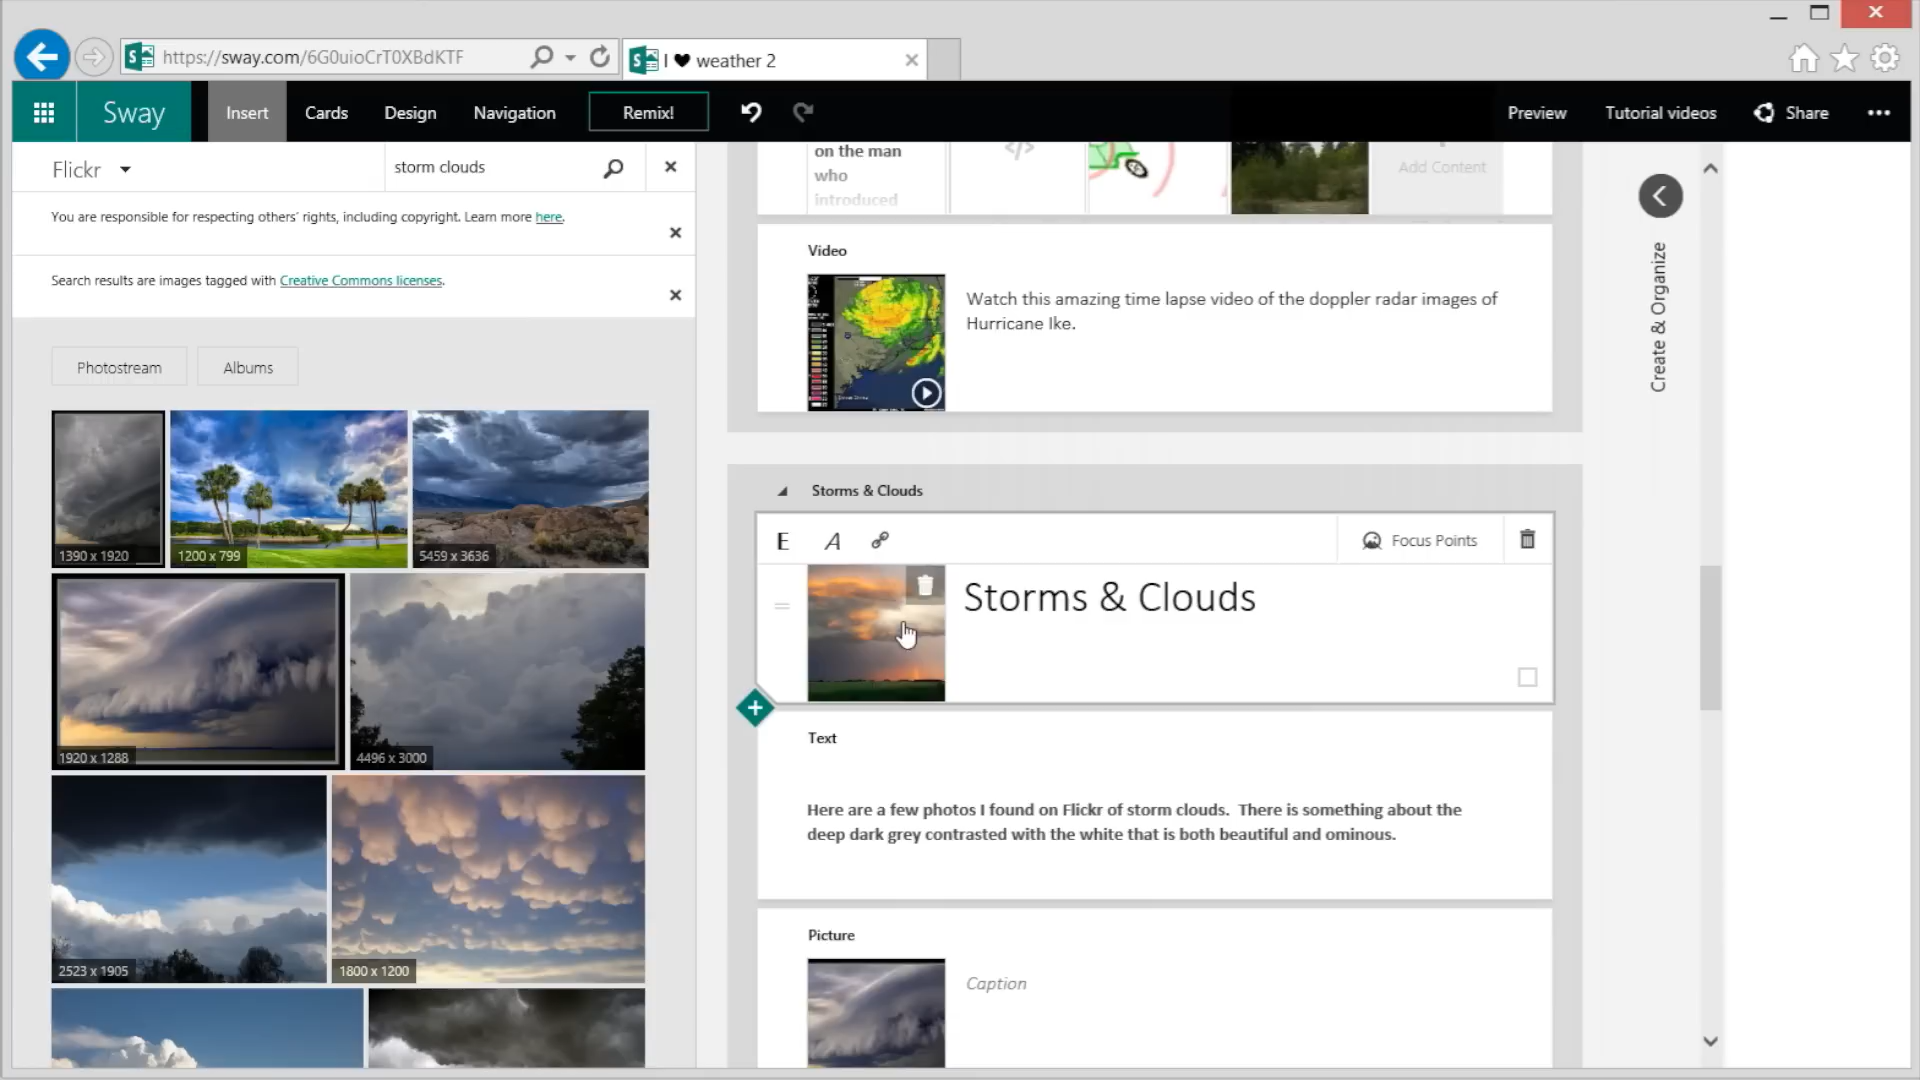 https://sway.com/6G0uioCrT0XBdKTF
I ♥ weather 2
Sway
Insert
Cards
Design
Navigation
Remix!
Preview
Tutorial videos
Share
Flickr
storm clouds
You are responsible for respecting others' rights, including copyright. Learn more here.
Search results are images tagged with Creative Commons licenses.
Photostream
Albums
1390 x 1920
1200 x 799
5459 x 3636
1920 x 1288
4496 x 3000
2523 x 1905
1800 x 1200
on the man
who
introduced
Add Content
Video
Watch this amazing time lapse video of the doppler radar images of
Hurricane Ike.
Storms & Clouds
E
A
Focus Points
Storms & Clouds
Text
Here are a few photos I found on Flickr of storm clouds.  There is something about the
deep dark grey contrasted with the white that is both beautiful and ominous.
Picture
Caption
Create & Organize